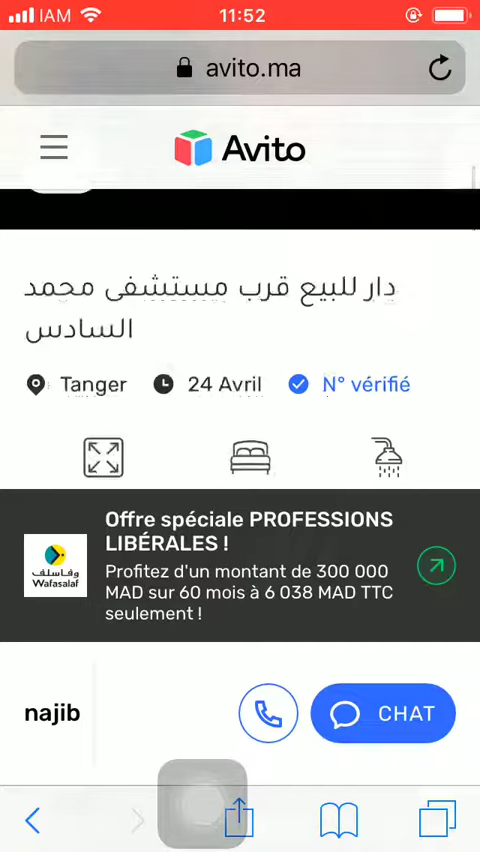 IAM 11:52
avito.ma
Avito
دار للبيع قرب مستشفى محمد
السادس
Tanger 24 Avril N° vérifié
Offre spéciale PROFESSIONS
LIBÉRALES !
وفاسلف
Wafasalaf
Profitez d'un montant de 300 000
MAD sur 60 mois à 6 038 MAD TTC
seulement !
najib CHAT